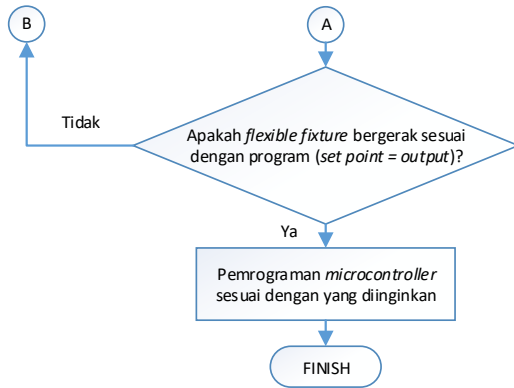 B
A
Tidak
Apakah flexible fixture bergerak sesuai
dengan program (set point = output)?
Ya
Pemrograman microcontroller
sesuai dengan yang diinginkan
FINISH